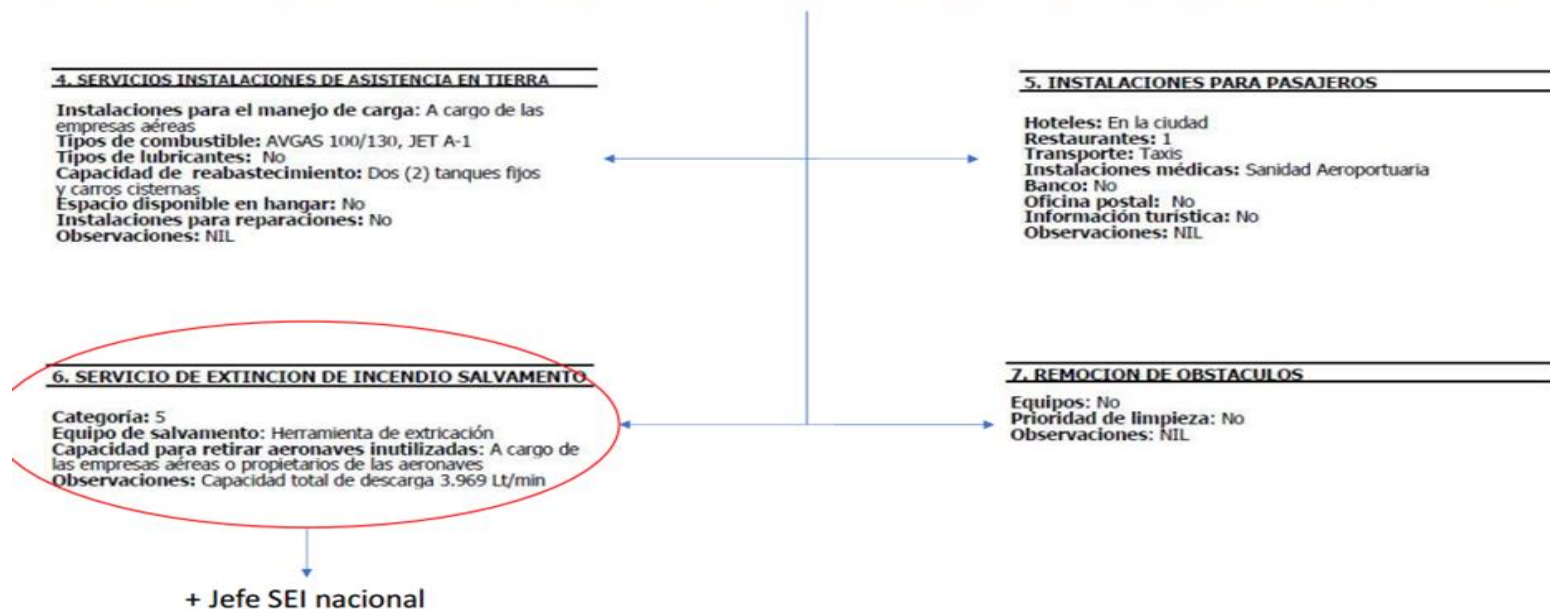 4. SERVICIOS INSTALACIONES DE ASISTENCIA EN TIERRA
Instalaciones para el manejo de carga: A cargo de las
empresas aéreas
Tipos de combustible: AVGAS 100/130, JET A-1
Tipos de lubricantes: No
Capacidad de reabastecimiento: Dos (2) tanques fijos
y carros cisternas
Espacio disponible en hangar: No
Instalaciones para reparaciones: No
Observaciones: NIL
5. INSTALACIONES PARA PASAJEROS
Hoteles: En la ciudad
Restaurantes: 1
Transporte: Taxis
Instalaciones médicas: Sanidad Aeroportuaria
Banco: No
Oficina postal: No
Información turística: No
Observaciones: NIL
6. SERVICIO DE EXTINCION DE INCENDIO SALVAMENTO
Categoría: 5
Equipo de salvamento: Herramienta de extricación
Capacidad para retirar aeronaves inutilizadas: A cargo de
las empresas aéreas o propietarios de las aeronaves
Observaciones: Capacidad total de descarga 3.969 Lt/min
7. REMOCION DE OBSTACULOS
Equipos: No
Prioridad de limpieza: No
Observaciones: NIL
+ Jefe SEI nacional